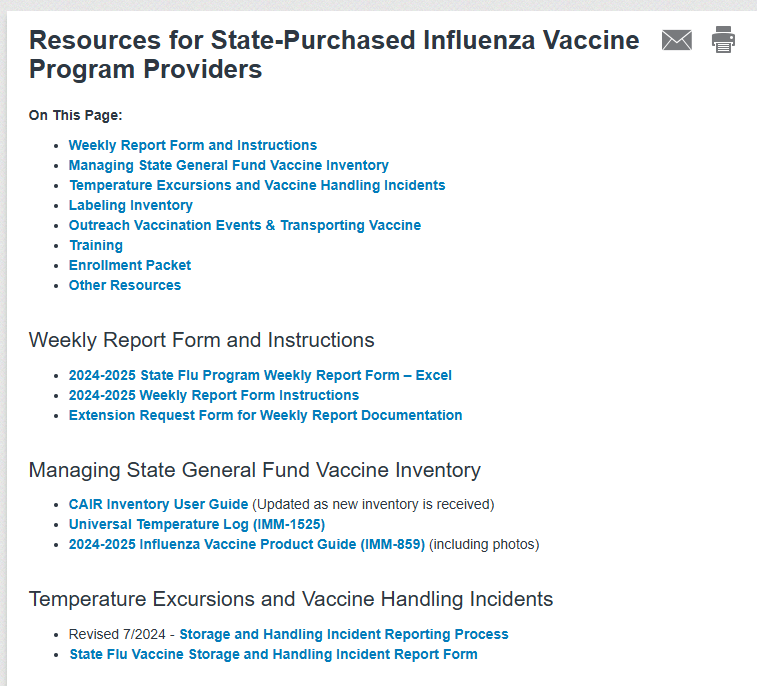 Resources for State-Purchased Influenza Vaccine
Program Providers
On This Page:
Weekly Report Form and Instructions
Managing State General Fund Vaccine Inventory
Temperature Excursions and Vaccine Handling Incidents
Labeling Inventory
Outreach Vaccination Events & Transporting Vaccine
Training
Enrollment Packet
Other Resources
Weekly Report Form and Instructions
2024-2025 State Flu Program Weekly Report Form – Excel
2024-2025 Weekly Report Form Instructions
Extension Request Form for Weekly Report Documentation
Managing State General Fund Vaccine Inventory
CAIR Inventory User Guide (Updated as new inventory is received)
Universal Temperature Log (IMM-1525)
2024-2025 Influenza Vaccine Product Guide (IMM-859) (including photos)
Temperature Excursions and Vaccine Handling Incidents
Revised 7/2024 - Storage and Handling Incident Reporting Process
State Flu Vaccine Storage and Handling Incident Report Form